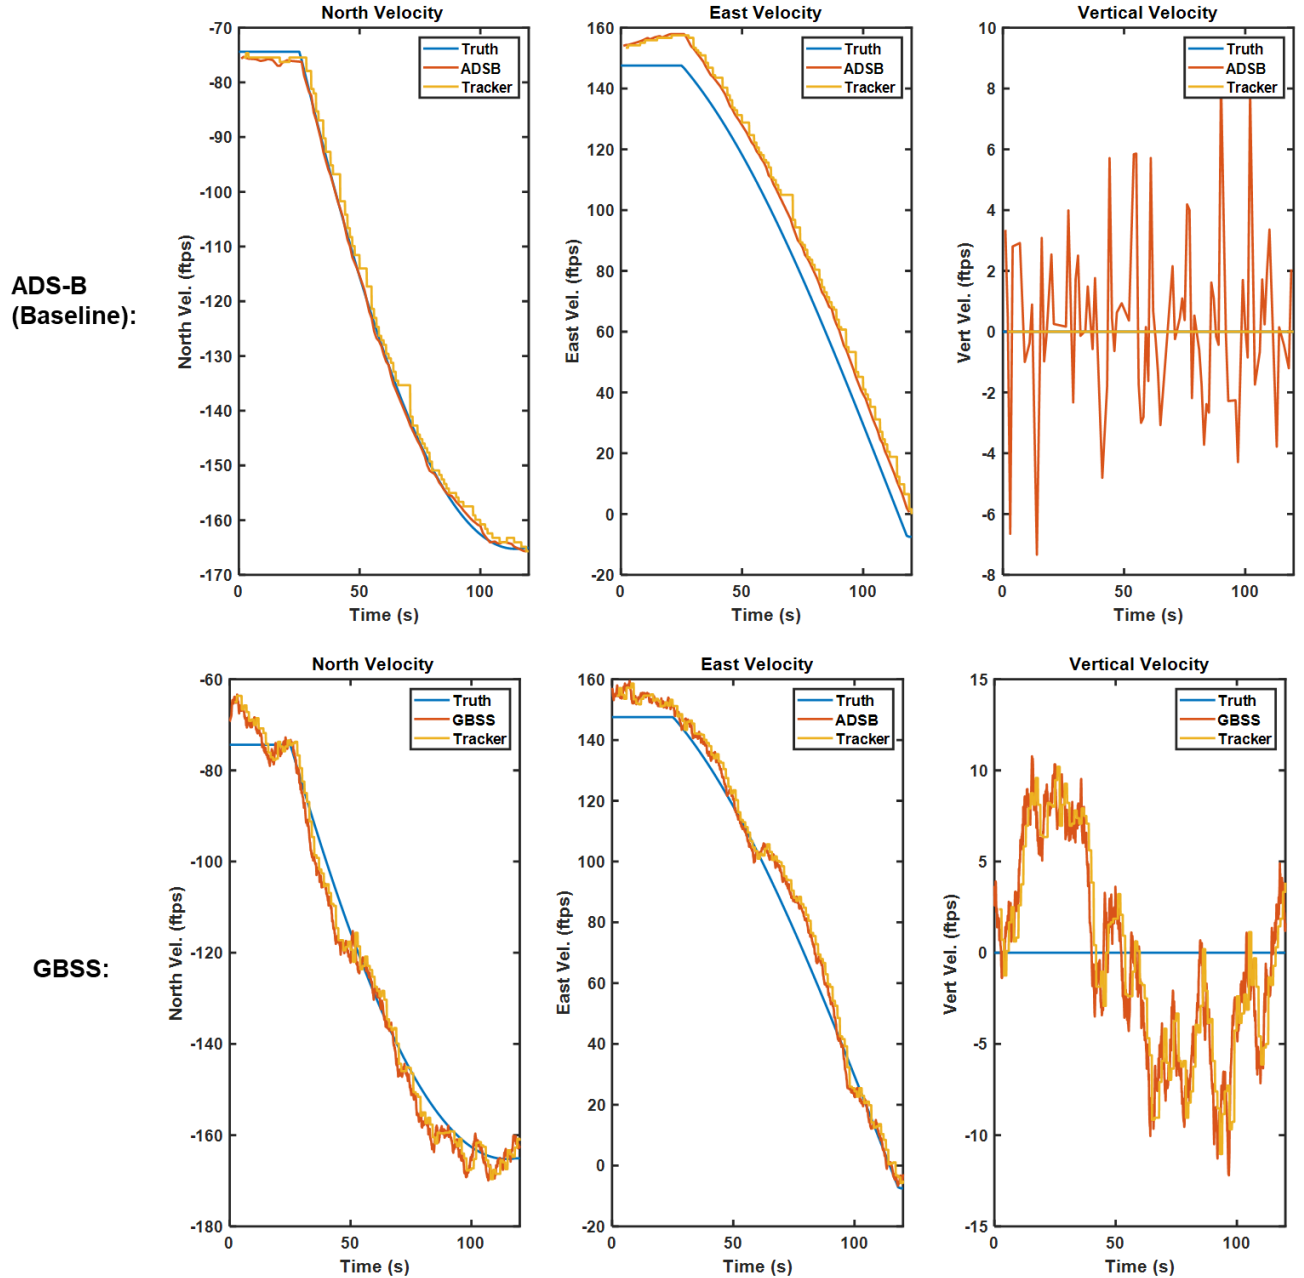 North Velocity
East Velocity
Vertical Velocity
-70
-80
-90
-100
-110
-120
-130
-140
-150
-160
-170
160
140
120
100
80
60
40
20
0
-20
10
8
6
4
2
0
-2
-4
-6
-8
Truth
ADSB
Tracker
Truth
ADSB
Tracker
Truth
ADSB
Tracker
ADS-B
(Baseline):
North Vel. (ftps)
East Vel. (ftps)
Vert Vel. (ftps)
0 50 100
0 50 100
0 50 100
Time (s)
Time (s)
Time (s)
North Velocity
East Velocity
Vertical Velocity
-60
-80
-100
-120
-140
-160
-180
160
140
120
100
80
60
40
20
0
-20
15
10
5
0
-5
-10
-15
Truth
GBSS
Tracker
Truth
ADSB
Tracker
Truth
GBSS
Tracker
GBSS:
North Vel. (ftps)
East Vel. (ftps)
Vert Vel. (ftps)
0 50 100
0 50 100
0 50 100
Time (s)
Time (s)
Time (s)